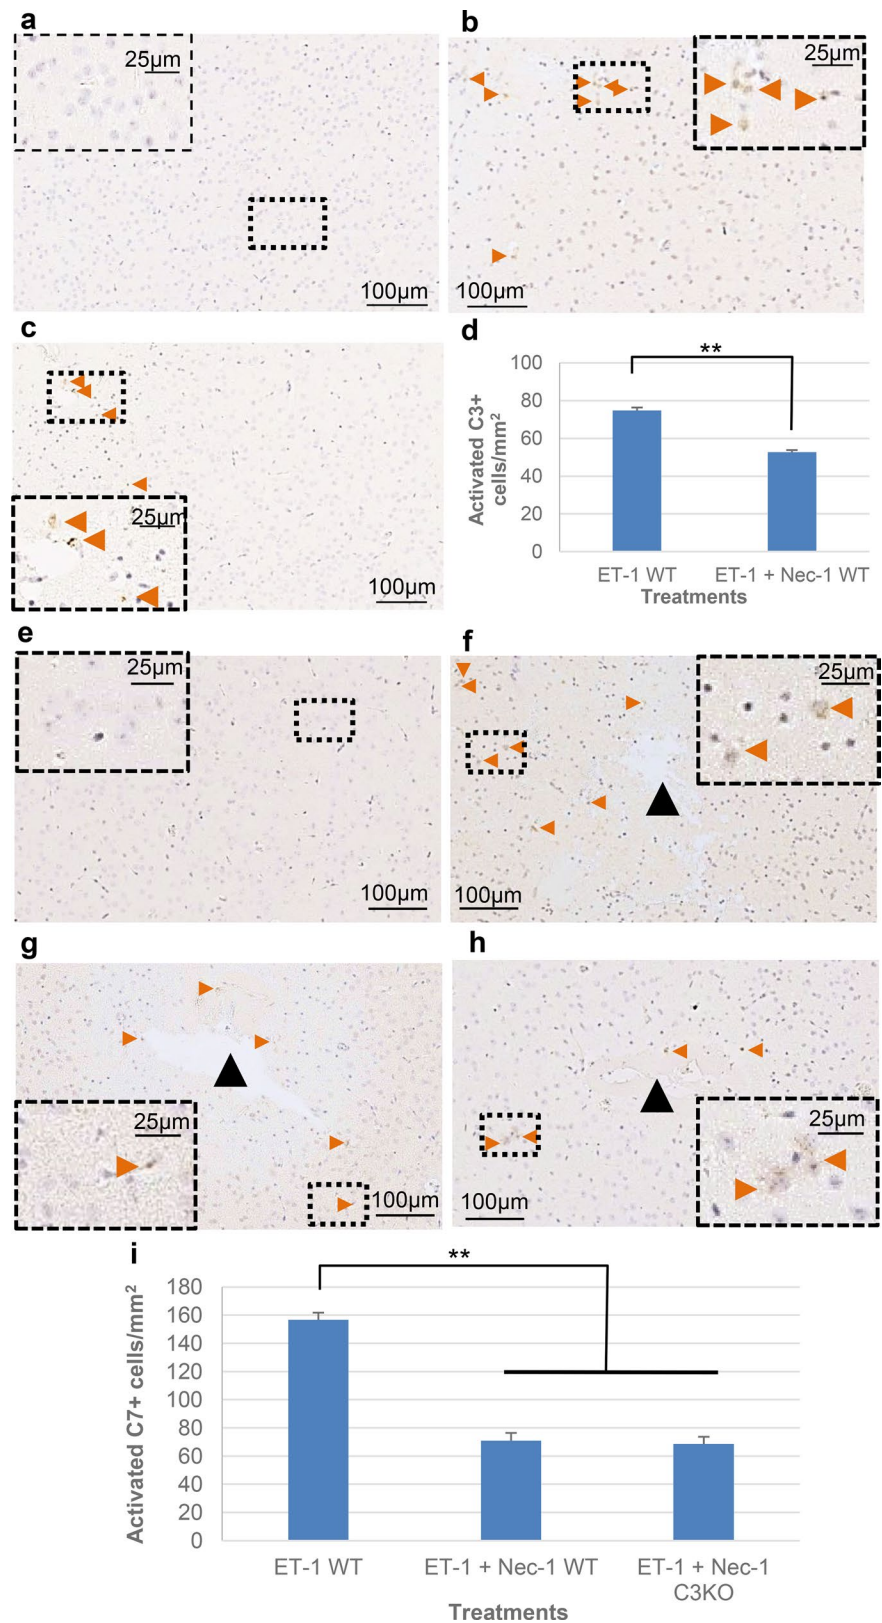 a
25µm
100µm
b
25µm
100µm
c
25µm
100µm
d
**
Activated C3+
cells/mm²
100
80
60
40
20
0
ET-1 WT
ET-1 + Nec-1 WT
Treatments
e
25µm
100µm
f
25µm
100µm
g
25µm
100µm
h
25µm
100µm
i
**
Activated C7+ cells/mm²
180
160
140
120
100
80
60
40
20
0
ET-1 WT
ET-1 + Nec-1 WT
ET-1 + Nec-1
C3KO
Treatments